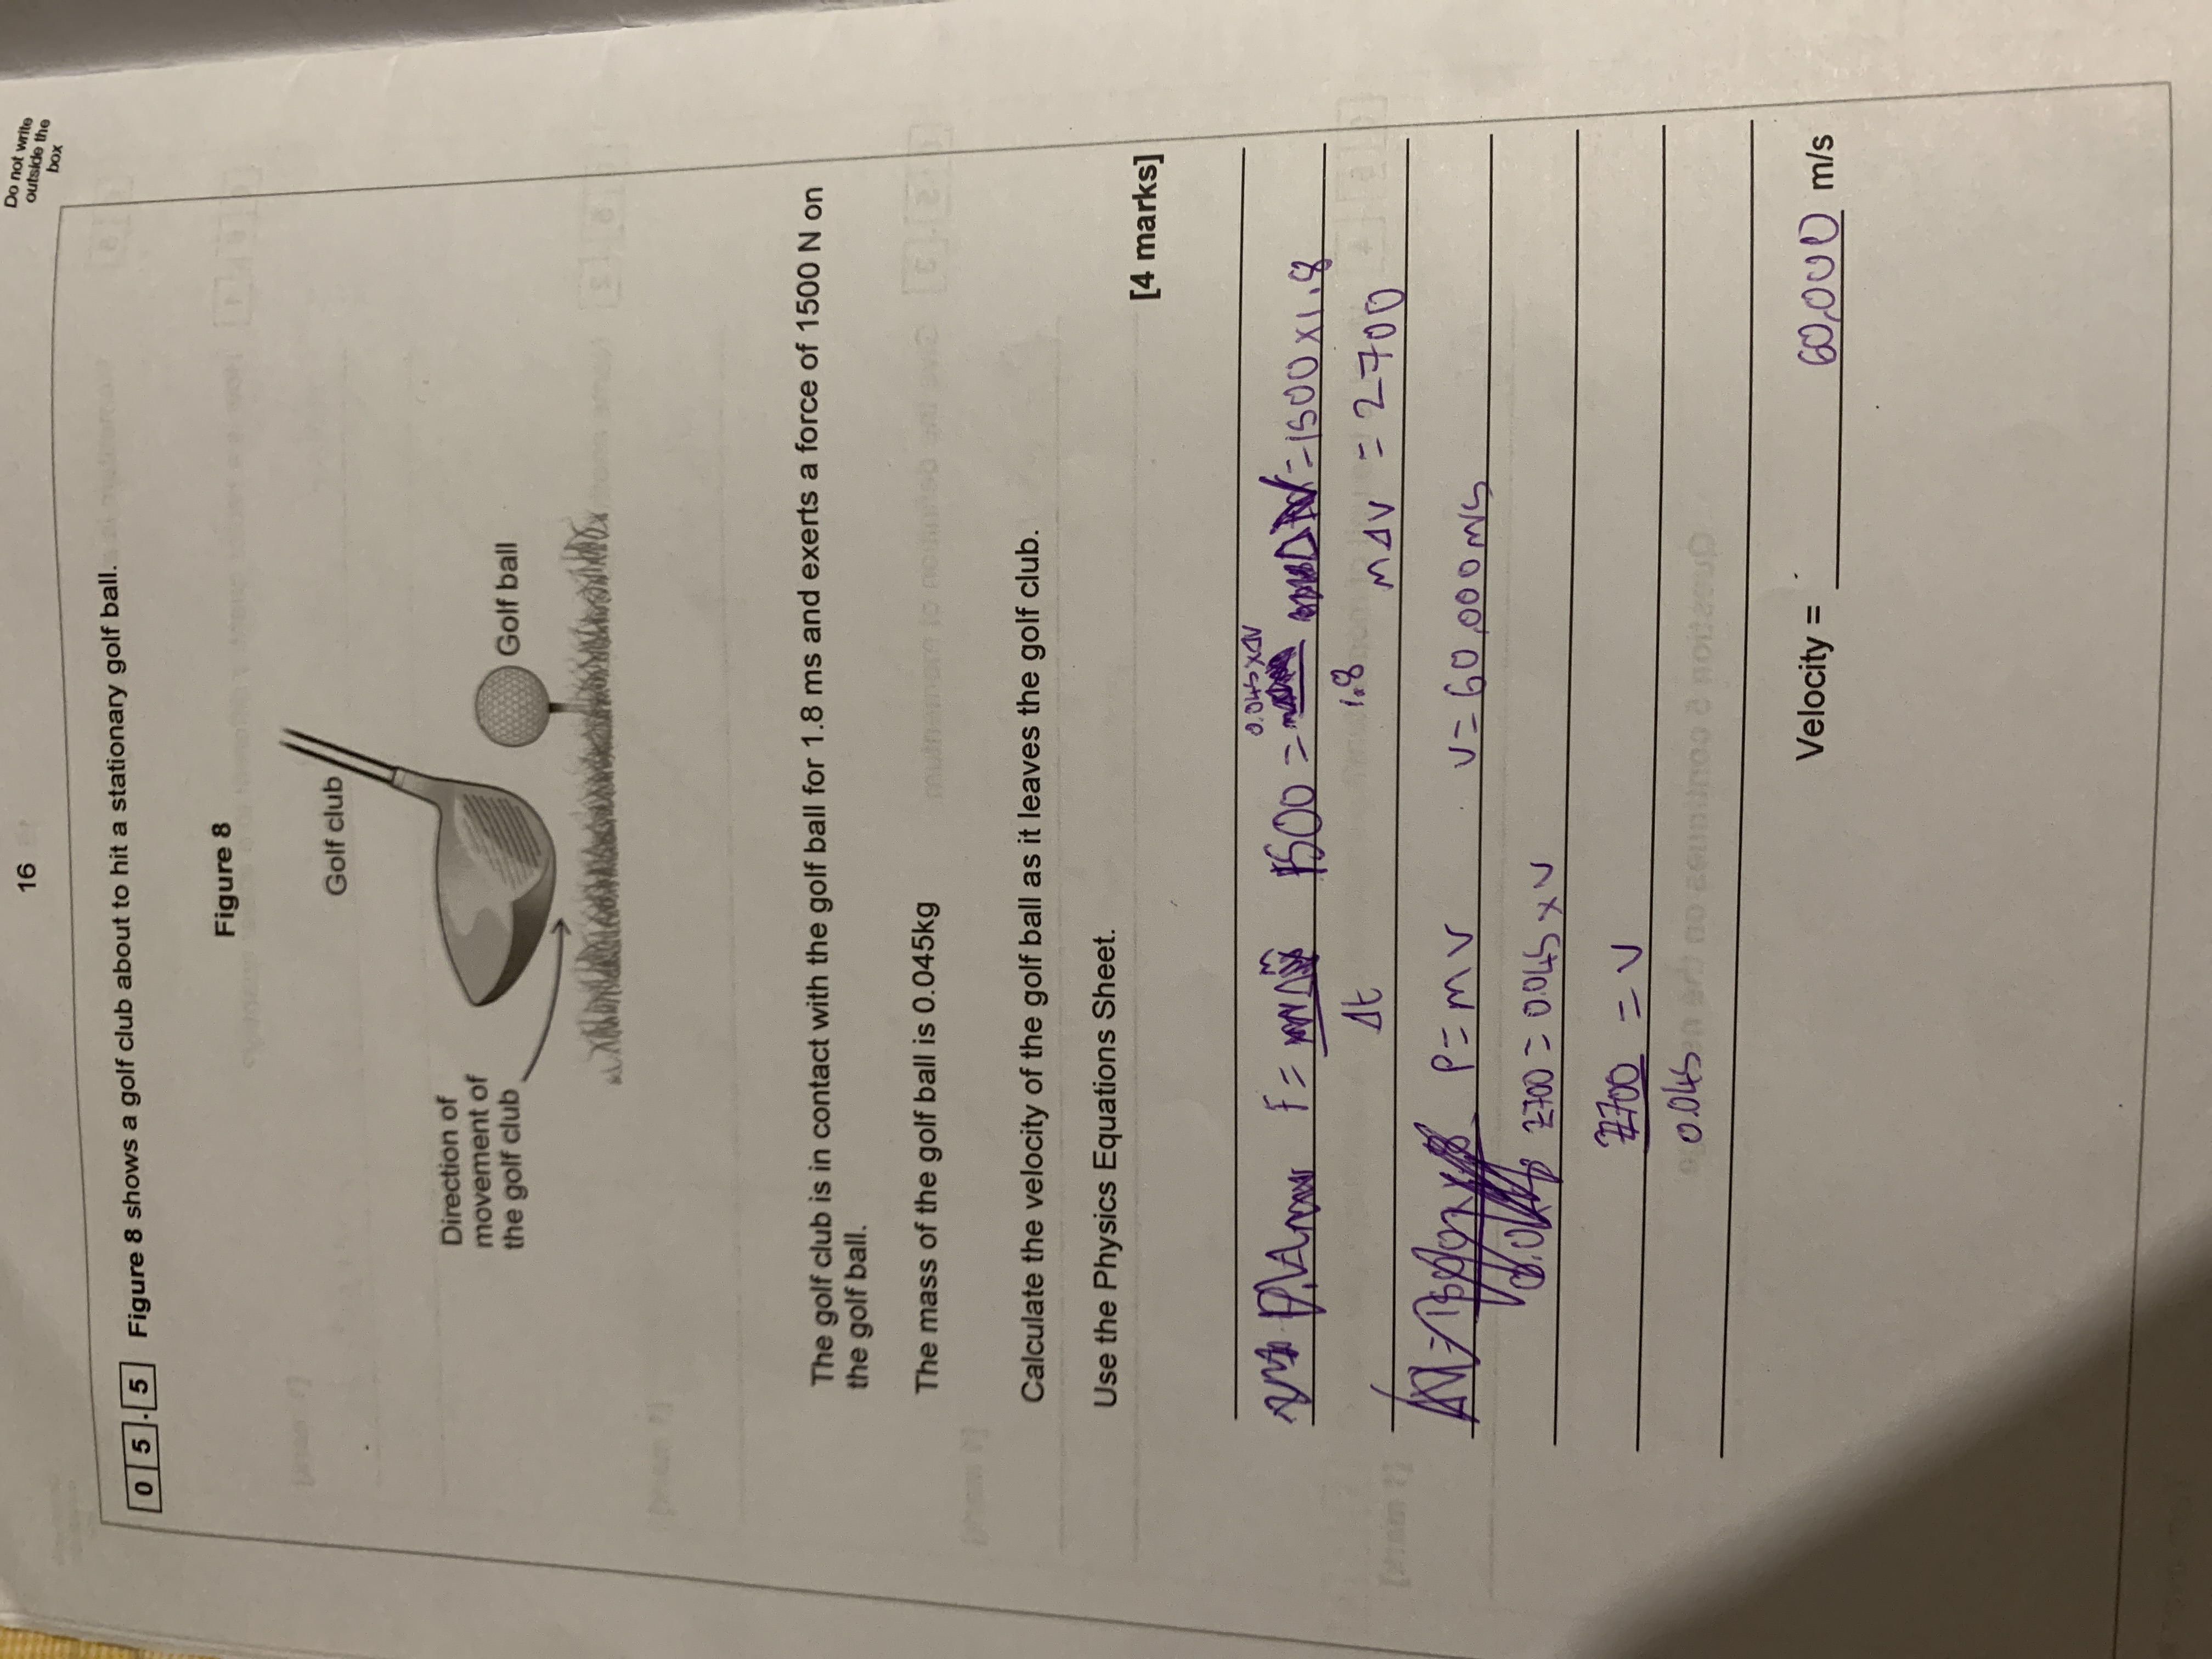 16
Do not write
outside the
box
0 5 . 5 Figure 8 shows a golf club about to hit a stationary golf ball.
Figure 8
Golf club
Golf ball
Direction of
movement of
the golf club
The golf club is in contact with the golf ball for 1.8 ms and exerts a force of 1500 N on
the golf ball.
The mass of the golf ball is 0.045kg
Calculate the velocity of the golf ball as it leaves the golf club.
Use the Physics Equations Sheet.
[4 marks]
0.045×Δv
F = 1500 = =1500×1.8
Δt 1.8 mΔv = 2700
P=mv v=60,000m/s
2700=0.045×v
2700 = v
0.045
Velocity = 60,000 m/s